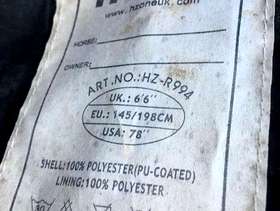 www.hzoneuk.com
HORSE:
OWNER:
ART.NO.:HZ-R994
UK.: 6'6"
EU.: 145/198CM
USA.: 78"
SHELL:100% POLYESTER(PU-COATED)
LINING:100% POLYESTER